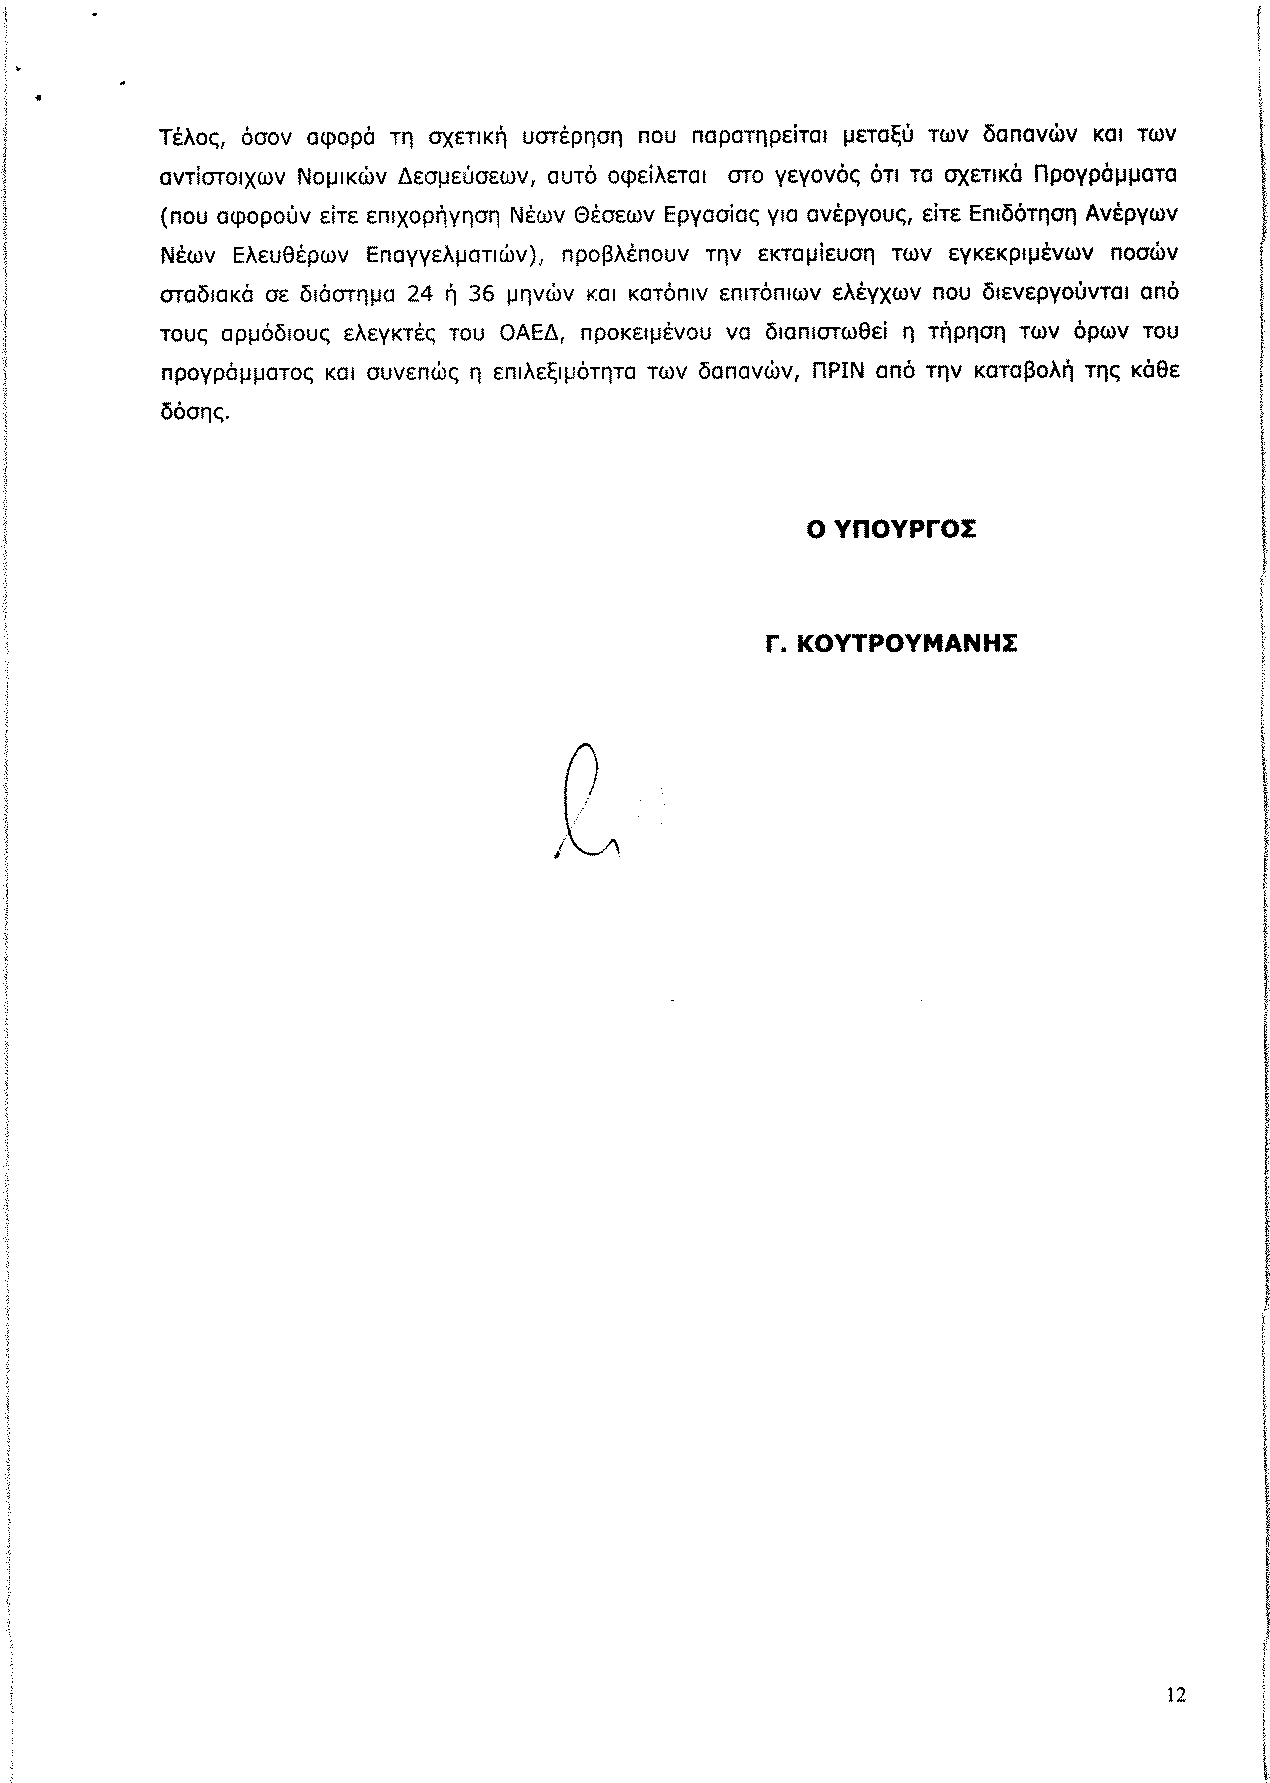 Τέλος, όσον αφορά τη σχετική υστέρηση που παρατηρείται μεταξύ των δαπανών και των
αντίστοιχων Νομικών Δεσμεύσεων, αυτό οφείλεται στο γεγονός ότι τα σχετικά Προγράμματα
(που αφορούν είτε επιχορήγηση Νέων Θέσεων Εργασίας για ανέργους, είτε Επιδότηση Ανέργων
Νέων Ελευθέρων Επαγγελματιών), προβλέπουν την εκταμίευση των εγκεκριμένων ποσών
σταδιακά σε διάστημα 24 ή 36 μηνών και κατόπιν επιτόπιων ελέγχων που διενεργούνται από
τους αρμόδιους ελεγκτές του ΟΑΕΔ, προκειμένου να διαπιστωθεί η τήρηση των όρων του
προγράμματος και συνεπώς η επιλεξιμότητα των δαπανών, ΠΡΙΝ από την καταβολή της κάθε
δόσης.
Ο ΥΠΟΥΡΓΟΣ
Γ. ΚΟΥΤΡΟΥΜΑΝΗΣ
12